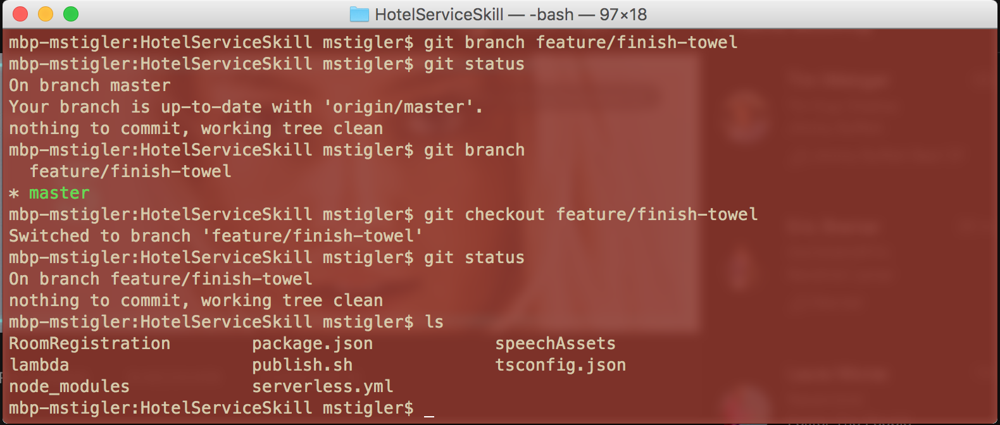 HotelServiceSkill — -bash — 97×18
mbp-mstigler:HotelServiceSkill mstigler$ git branch feature/finish-towel
mbp-mstigler:HotelServiceSkill mstigler$ git status
On branch master
Your branch is up-to-date with 'origin/master'.
nothing to commit, working tree clean
mbp-mstigler:HotelServiceSkill mstigler$ git branch
  feature/finish-towel
* master
mbp-mstigler:HotelServiceSkill mstigler$ git checkout feature/finish-towel
Switched to branch 'feature/finish-towel'
mbp-mstigler:HotelServiceSkill mstigler$ git status
On branch feature/finish-towel
nothing to commit, working tree clean
mbp-mstigler:HotelServiceSkill mstigler$ ls
RoomRegistration        package.json            speechAssets
lambda                  publish.sh              tsconfig.json
node_modules            serverless.yml
mbp-mstigler:HotelServiceSkill mstigler$ _